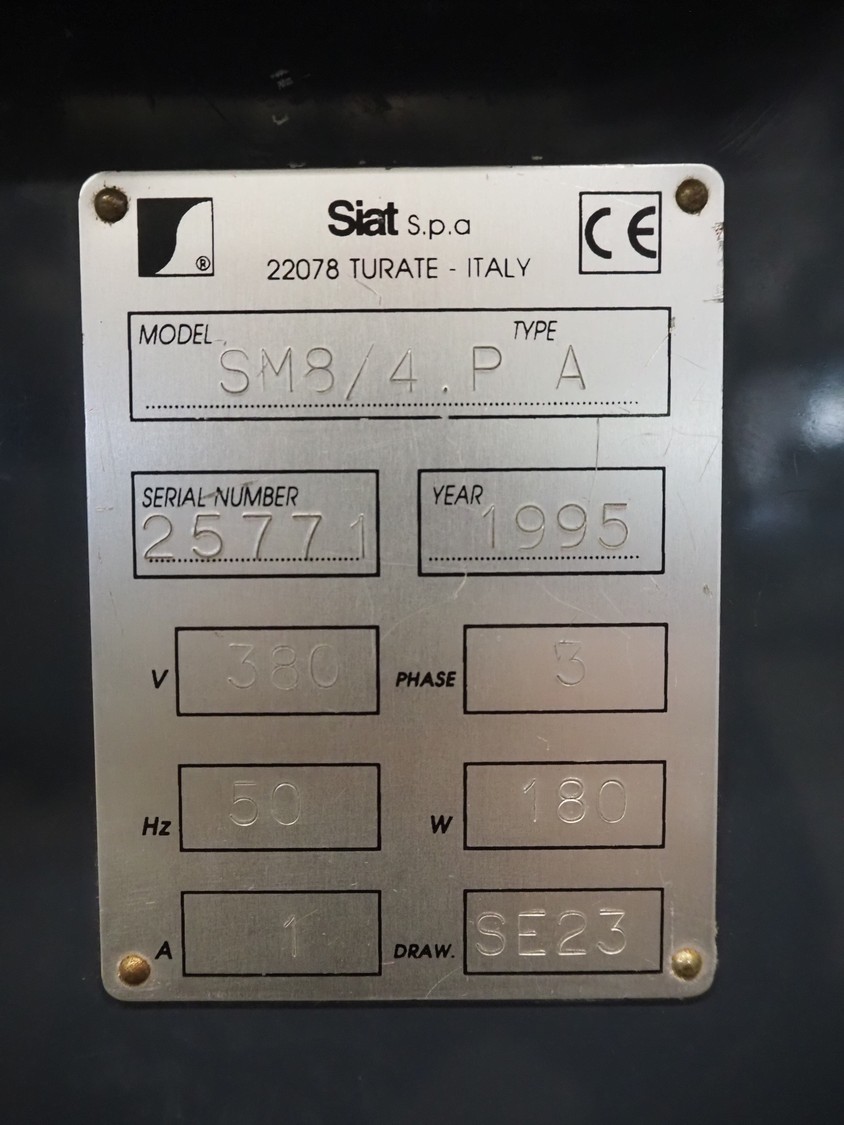 Siat S.p.a
®
CE
22078 TURATE - ITALY
MODEL TYPE
SM8/4.P A
SERIAL NUMBER YEAR
25771 1995
V 380 PHASE 3
Hz 50 W 180
A 1 DRAW. SE23